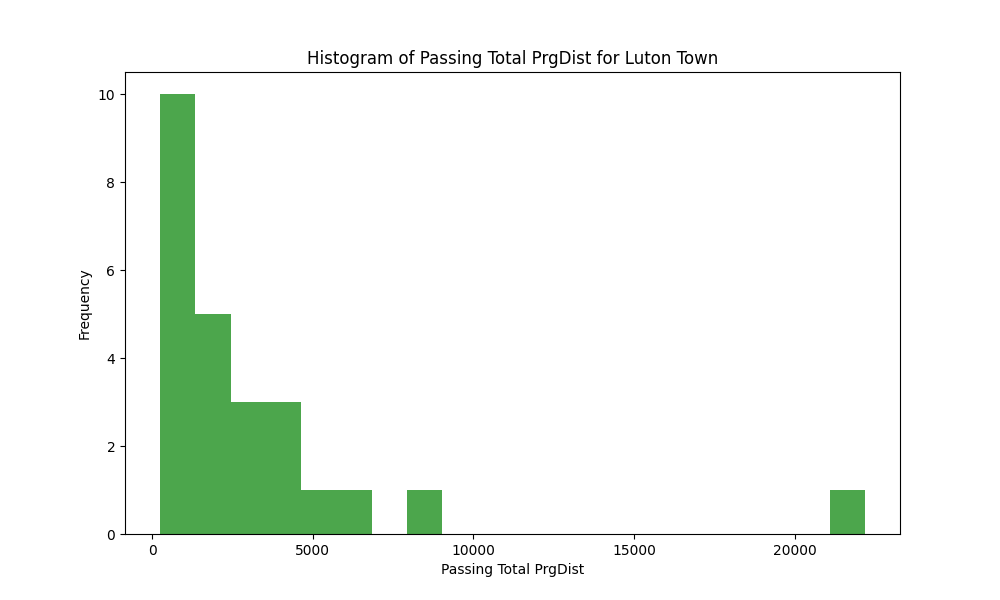 Histogram of Passing Total PrgDist for Luton Town
10
8
6
4
2
0
Frequency
0 5000 10000 15000 20000
Passing Total PrgDist